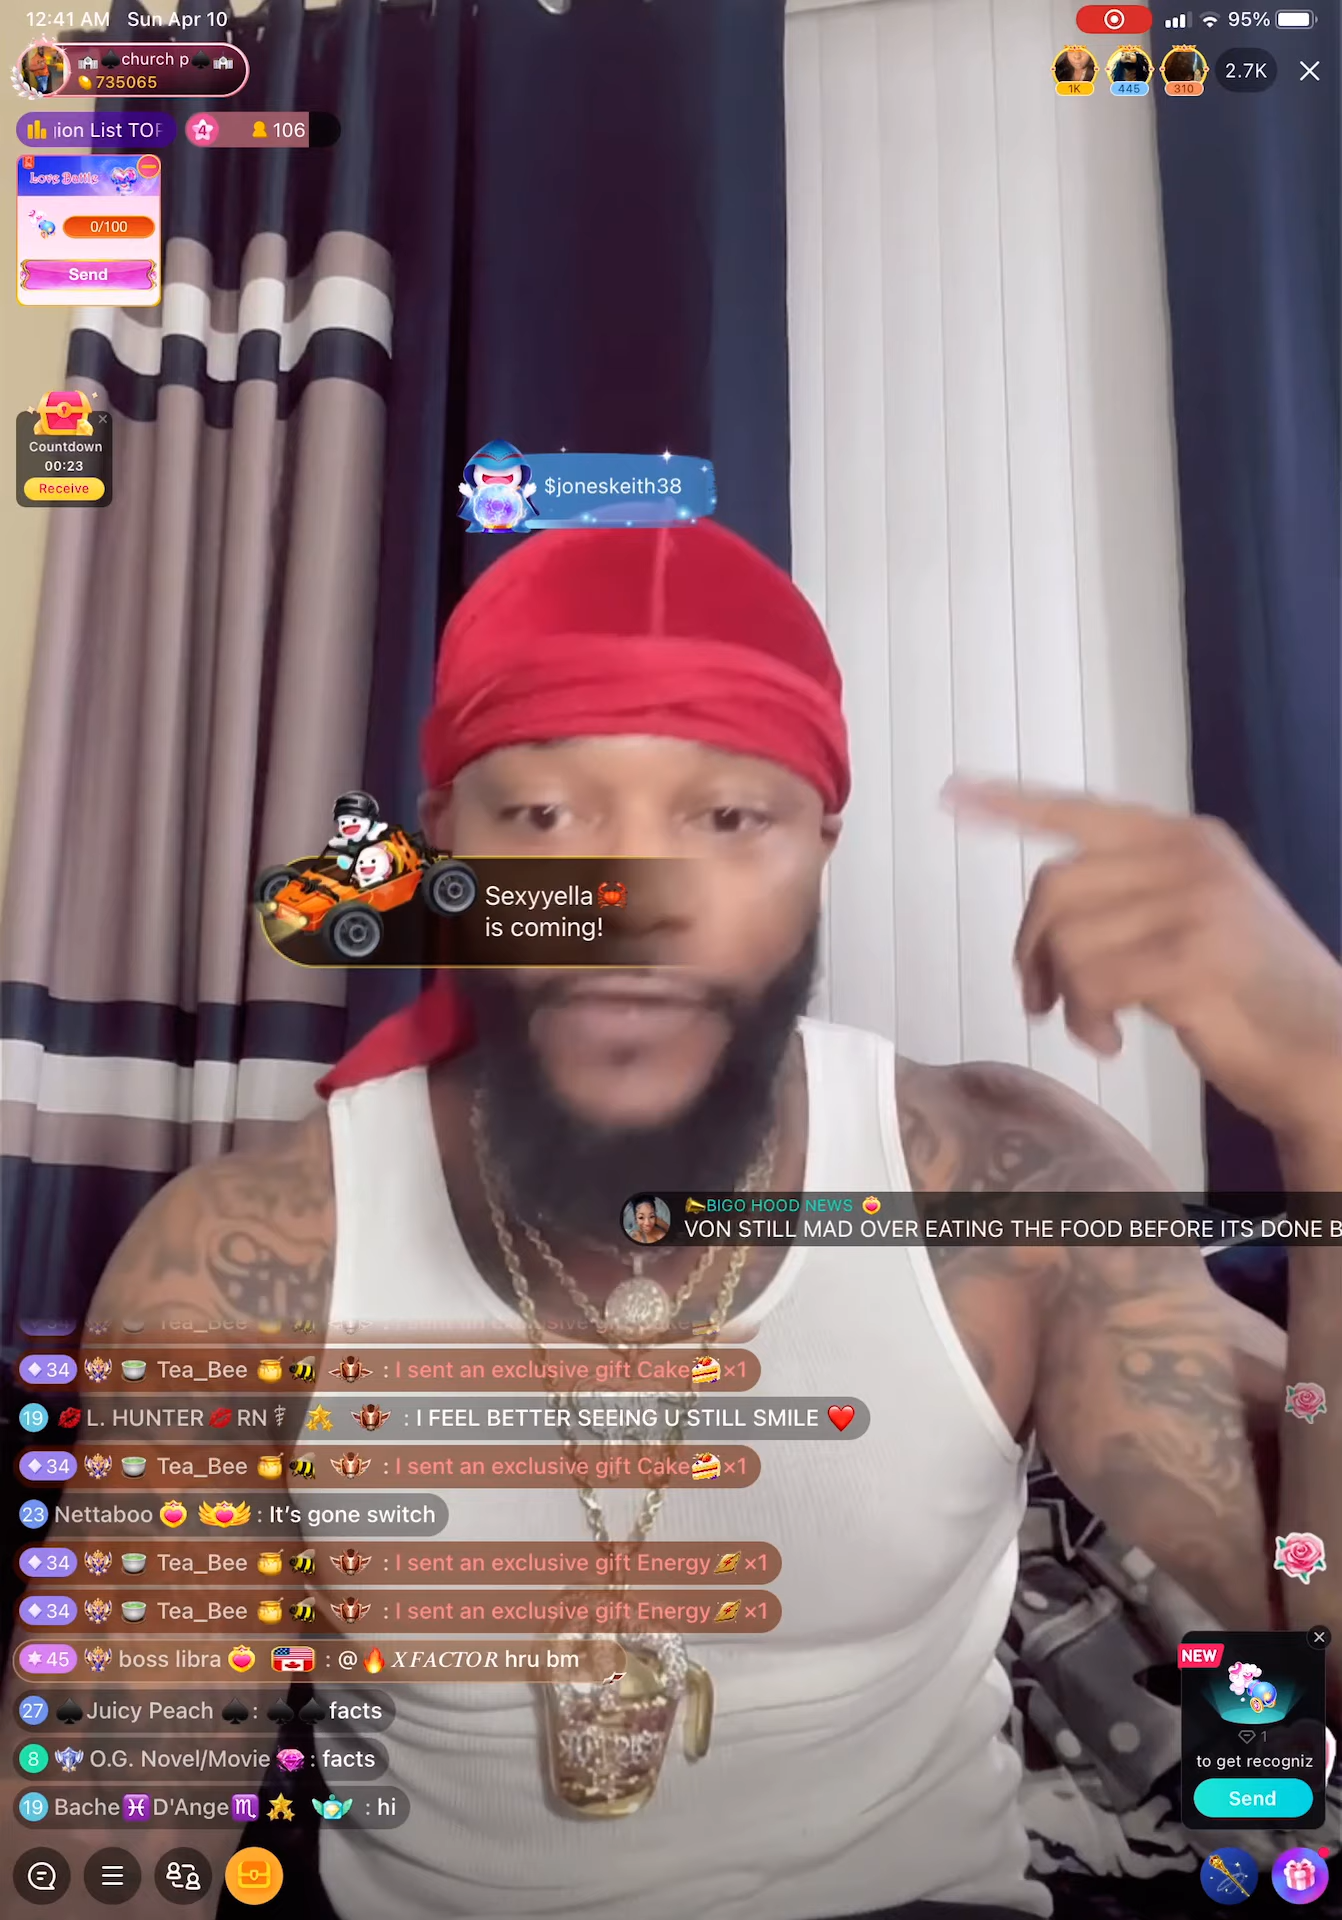 12:41 AM Sun Apr 10
95%
church p
735065
1K
445
310
2.7K
ion List TOP
4
106
Love Battle
0/100
Send
Countdown
00:23
Receive
$joneskeith38
Sexyyella🦀
is coming!
BIGO HOOD NEWS
VON STILL MAD OVER EATING THE FOOD BEFORE ITS DONE B
34 Tea_Bee 🍯🐝 : I sent an exclusive gift Cake×1
19 💋L. HUNTER💋RN⚕ : I FEEL BETTER SEEING U STILL SMILE ❤️
34 Tea_Bee 🍯🐝 : I sent an exclusive gift Cake×1
23 Nettaboo : It's gone switch
34 Tea_Bee 🍯🐝 : I sent an exclusive gift Energy×1
34 Tea_Bee 🍯🐝 : I sent an exclusive gift Energy×1
45 boss libra : @🔥XFACTOR hru bm
27 ♠️Juicy Peach ♠️: ♠️♠️facts
8 O.G. Novel/Movie : facts
19 Bache♓D'Ange♏ : hi
NEW
1
to get recogniz
Send